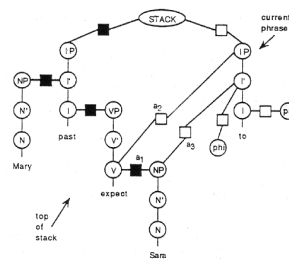 STACK
current
phrase
IP IP
NP I' I'
a₂
N' I past VP I to
a₃
N V' phi
Mary a₁
V NP
expect
top
of
stack
N'
N
Sara